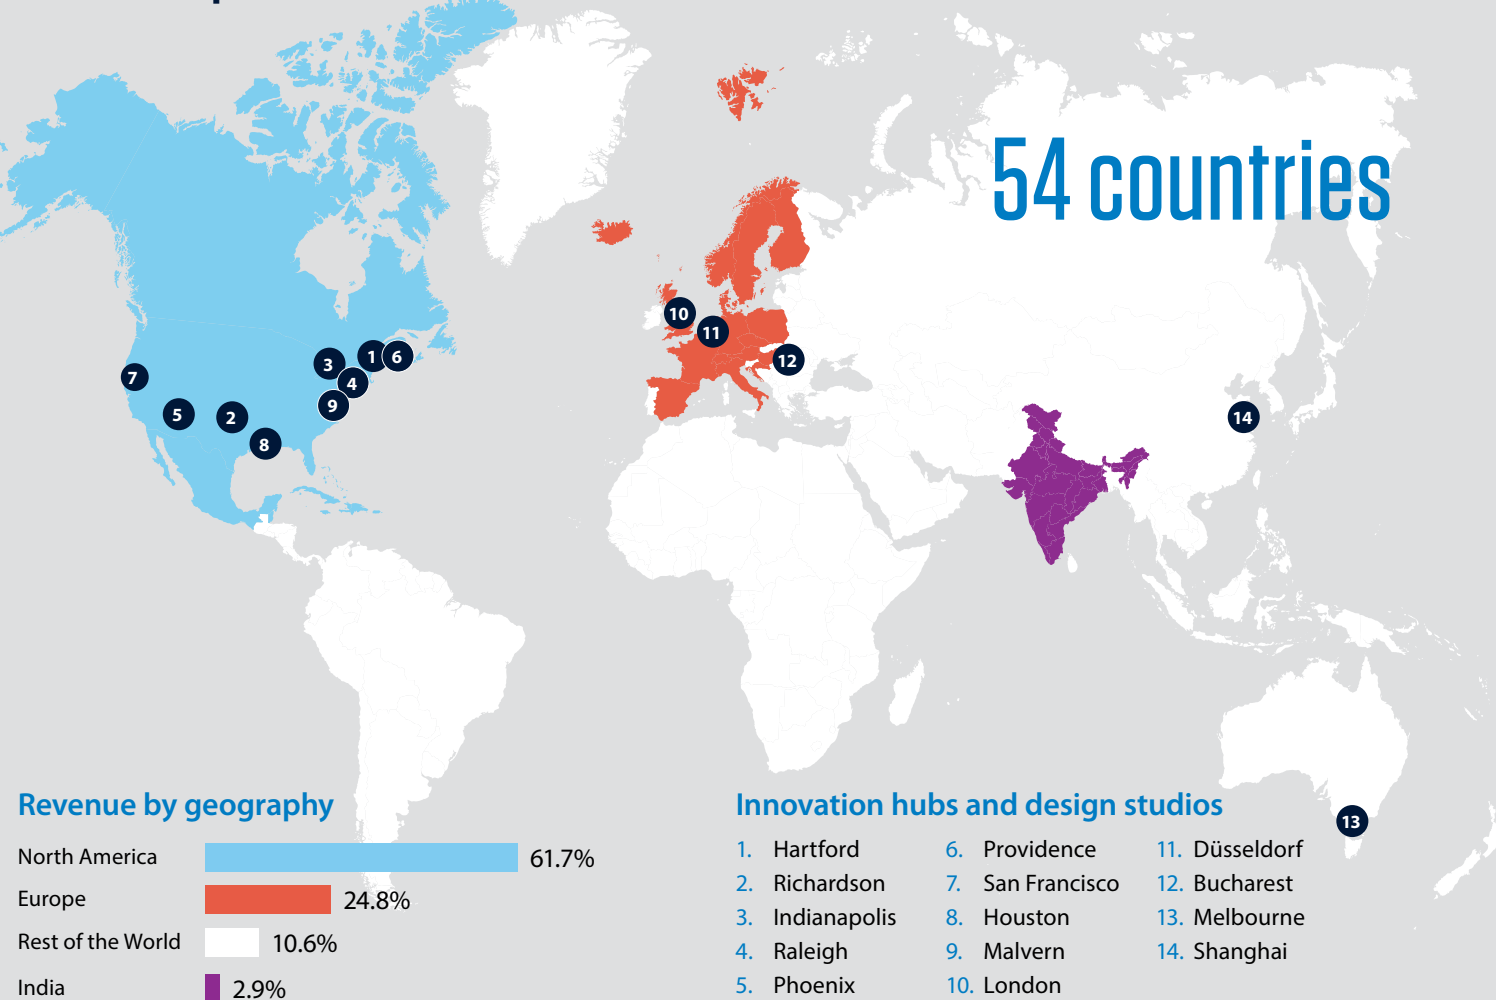 54 countries
10
11
12
3
1
6
4
7
9
5
2
8
14
13
Revenue by geography
North America 61.7%
Europe 24.8%
Rest of the World 10.6%
India 2.9%
Innovation hubs and design studios
1. Hartford
2. Richardson
3. Indianapolis
4. Raleigh
5. Phoenix
6. Providence
7. San Francisco
8. Houston
9. Malvern
10. London
11. Düsseldorf
12. Bucharest
13. Melbourne
14. Shanghai